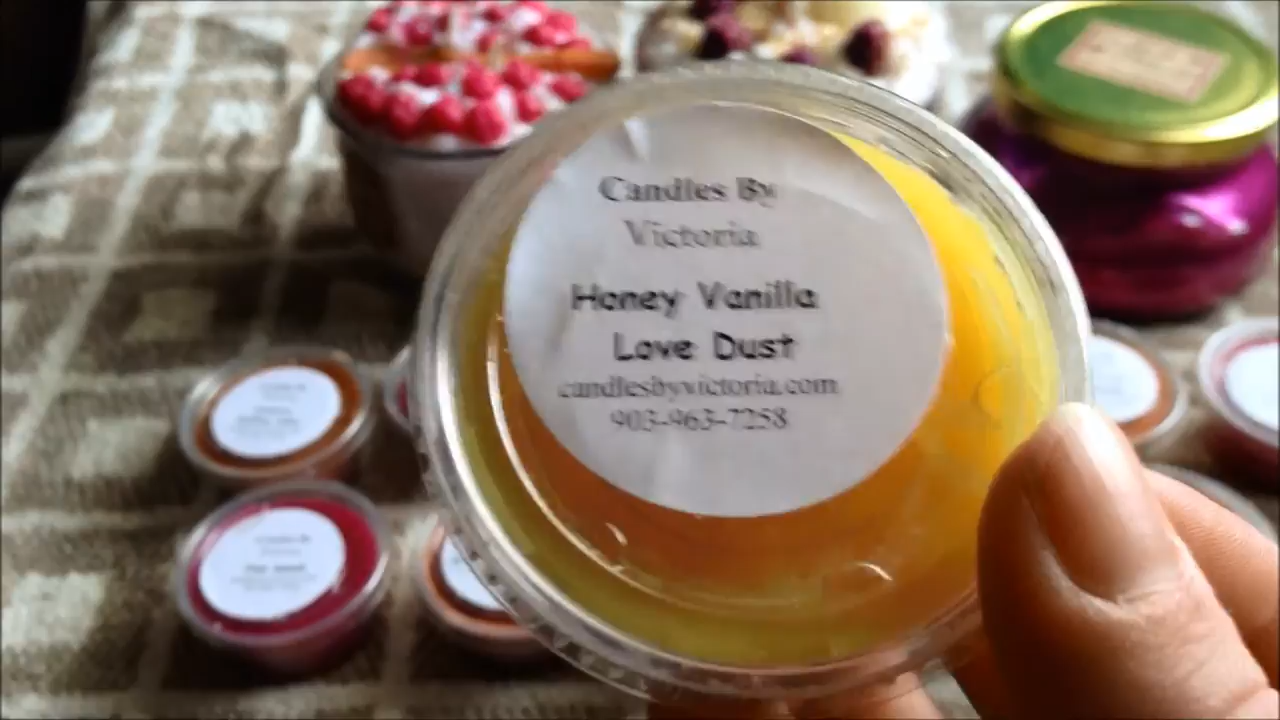 Candles By
Victoria
Honey Vanilla
Love Dust
candlesbyvictoria.com
903-963-7258